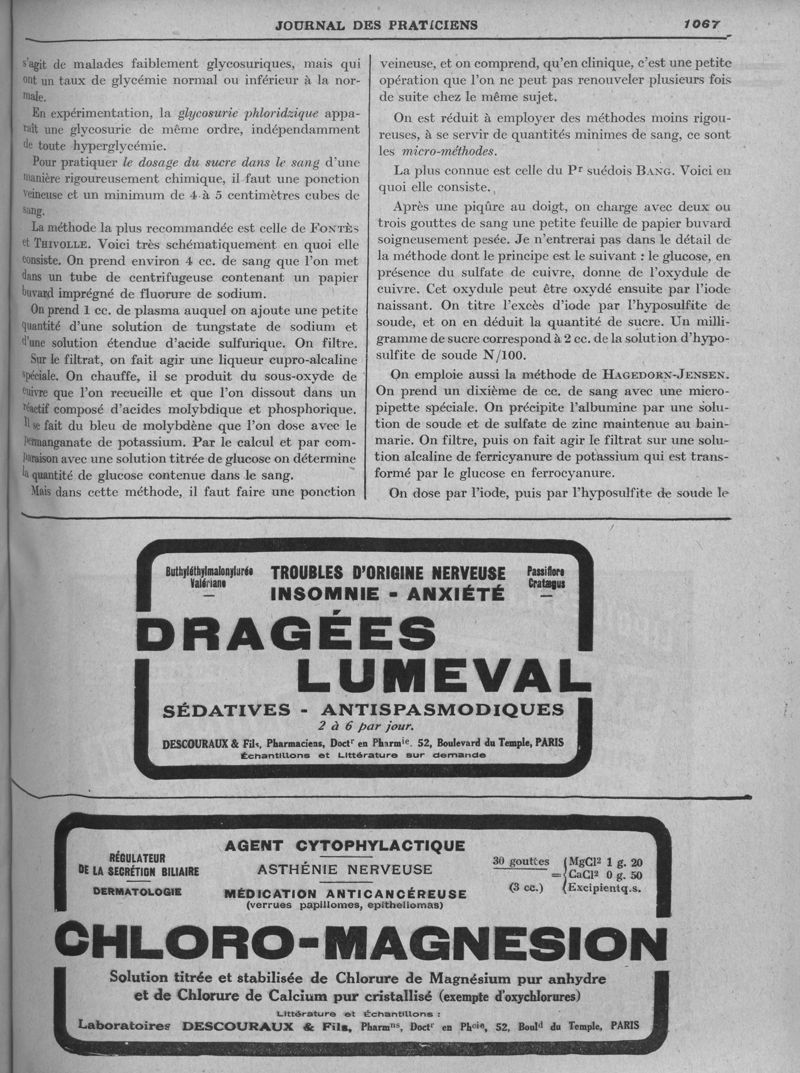 JOURNAL DES PRATICIENS 1067
s'agit de malades faiblement glycosuriques, mais qui
ont un taux de glycémie normal ou inférieur à la nor-
male.
En expérimentation, la glycosurie phloridzique appa-
raît une glycosurie de même ordre, indépendamment
de toute hyperglycémie.
Pour pratiquer le dosage du sucre dans le sang d'une
manière rigoureusement chimique, il faut une ponction
veineuse et un minimum de 4 à 5 centimètres cubes de
sang.
La méthode la plus recommandée est celle de FONTÈS
et THIVOLLE. Voici très schématiquement en quoi elle
consiste. On prend environ 4 cc. de sang que l'on met
dans un tube de centrifugeuse contenant un papier
buvard imprégné de fluorure de sodium.
On prend 1 cc. de plasma auquel on ajoute une petite
quantité d'une solution de tungstate de sodium et
d'une solution étendue d'acide sulfurique. On filtre.
Sur le filtrat, on fait agir une liqueur cupro-alcaline
spéciale. On chauffe, il se produit du sous-oxyde de
cuivre que l'on recueille et que l'on dissout dans un
réactif composé d'acides molybdique et phosphorique.
Il se fait du bleu de molybdène que l'on dose avec le
permanganate de potassium. Par le calcul et par com-
paraison avec une solution titrée de glucose on détermine
la quantité de glucose contenue dans le sang.
Mais dans cette méthode, il faut faire une ponction
veineuse, et on comprend, qu'en clinique, c'est une petite
opération que l'on ne peut pas renouveler plusieurs fois
de suite chez le même sujet.
On est réduit à employer des méthodes moins rigou-
reuses, à se servir de quantités minimes de sang, ce sont
les micro-méthodes.
La plus connue est celle du Pr suédois BANG. Voici en
quoi elle consiste.
Après une piqûre au doigt, on charge avec deux ou
trois gouttes de sang une petite feuille de papier buvard
soigneusement pesée. Je n'entrerai pas dans le détail de
la méthode dont le principe est le suivant : le glucose, en
présence du sulfate de cuivre, donne de l'oxydule de
cuivre. Cet oxydule peut être oxydé ensuite par l'iode
naissant. On titre l'excès d'iode par l'hyposulfite de
soude, et on en déduit la quantité de sucre. Un milli-
gramme de sucre correspond à 2 cc. de la solution d'hypo-
sulfite de soude N/100.
On emploie aussi la méthode de HAGEDORN-JENSEN.
On prend un dixième de cc. de sang avec une micro-
pipette spéciale. On précipite l'albumine par une solu-
tion de soude et de sulfate de zinc maintenue au bain-
marie. On filtre, puis on fait agir le filtrat sur une solu-
tion alcaline de ferricyanure de potassium qui est trans-
formé par le glucose en ferrocyanure.
On dose par l'iode, puis par l'hyposulfite de soude le
Buthyléthylmalonylurée
Valériane
—
TROUBLES D'ORIGINE NERVEUSE
INSOMNIE - ANXIÉTÉ
Passiflore
Cratægus
—
DRAGÉES
LUMEVAL
SÉDATIVES - ANTISPASMODIQUES
2 à 6 par jour.
DESCOURAUX & Fils, Pharmaciens, Doctr en Pharmie. 52, Boulevard du Temple, PARIS
Échantillons et Littérature sur demande
RÉGULATEUR
DE LA SECRÉTION BILIAIRE
DERMATOLOGIE
AGENT CYTOPHYLACTIQUE
ASTHÉNIE NERVEUSE
MÉDICATION ANTICANCÉREUSE
(verrues papillomes, epitheliomas)
30 gouttes
(3 cc.)
=
{MgCl² 1 g. 20
{CaCl² 0 g. 50
{Excipient q.s.
CHLORO-MAGNESION
Solution titrée et stabilisée de Chlorure de Magnésium pur anhydre
et de Chlorure de Calcium pur cristallisé (exempte d'oxychlorures)
Littérature et Échantillons :
Laboratoires DESCOURAUX & Fils, Pharmns, Doctr en Phcie, 52, Bould du Temple, PARIS